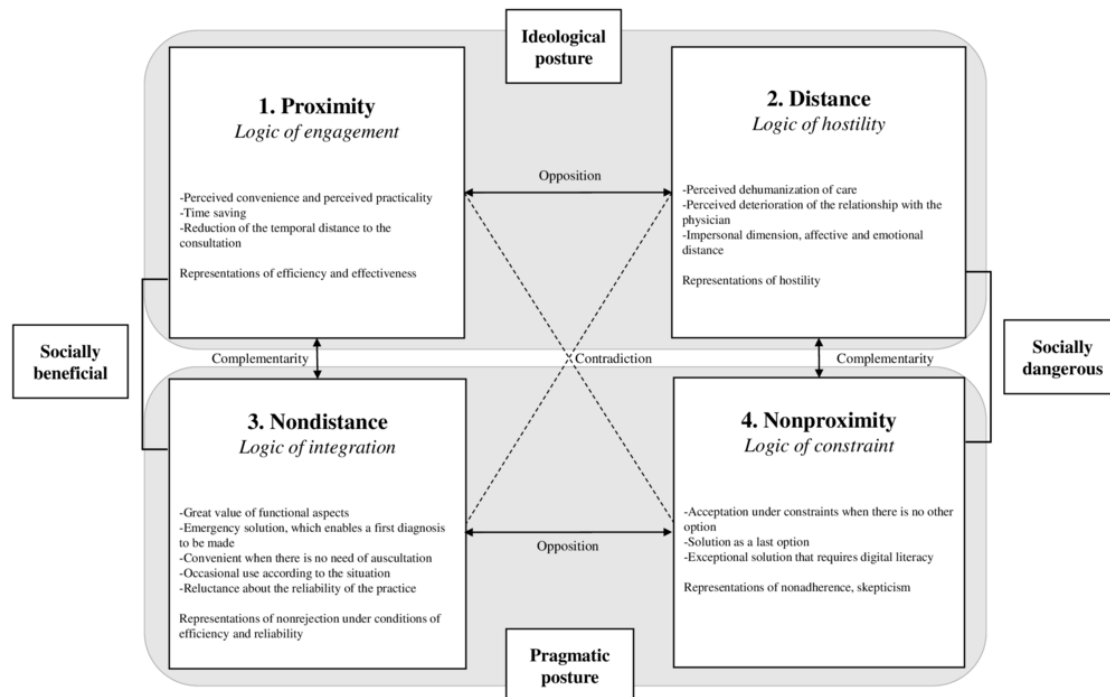 Ideological
posture
1. Proximity
Logic of engagement
-Perceived convenience and perceived practicality
-Time saving
-Reduction of the temporal distance to the
consultation
Representations of efficiency and effectiveness
Opposition
2. Distance
Logic of hostility
-Perceived dehumanization of care
-Perceived deterioration of the relationship with the
physician
-Impersonal dimension, affective and emotional
distance
Representations of hostility
Socially
beneficial
Complementarity
Contradiction
Complementarity
Socially
dangerous
3. Nondistance
Logic of integration
-Great value of functional aspects
-Emergency solution, which enables a first diagnosis
to be made
-Convenient when there is no need of auscultation
-Occasional use according to the situation
-Reluctance about the reliability of the practice
Representations of nonrejection under conditions of
efficiency and reliability
Opposition
4. Nonproximity
Logic of constraint
-Acceptation under constraints when there is no other
option
-Solution as a last option
-Exceptional solution that requires digital literacy
Representations of nonadherence, skepticism
Pragmatic
posture